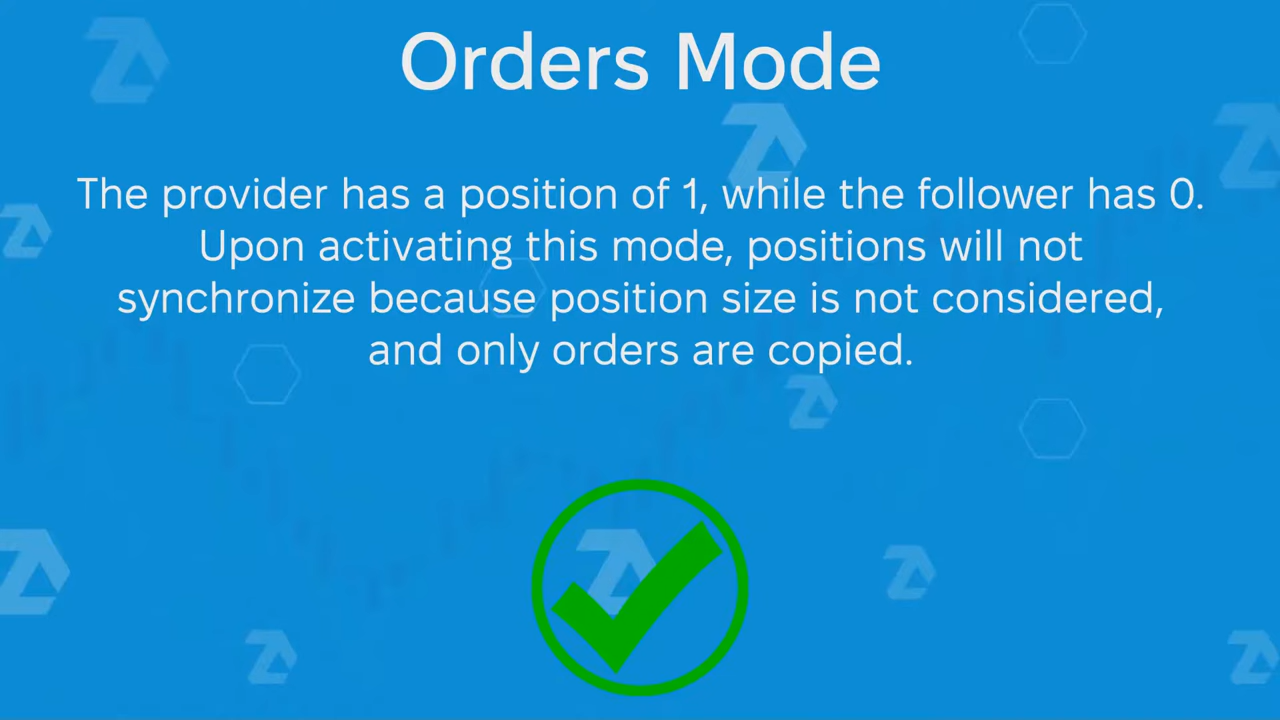 Orders Mode
The provider has a position of 1, while the follower has 0.
Upon activating this mode, positions will not
synchronize because position size is not considered,
and only orders are copied.